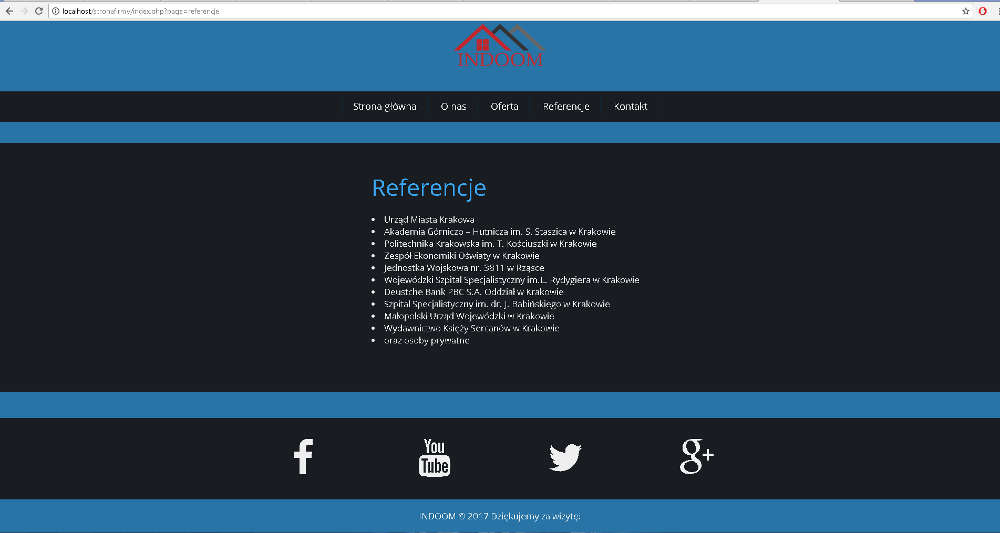 localhost/stronafirmy/index.php?page=referencje
INDOOM
Strona główna O nas Oferta Referencje Kontakt
Referencje
• Urząd Miasta Krakowa
• Akademia Górniczo – Hutnicza im. S. Staszica w Krakowie
• Politechnika Krakowska im. T. Kościuszki w Krakowie
• Zespół Ekonomiki Oświaty w Krakowie
• Jednostka Wojskowa nr. 3811 w Rząsce
• Wojewódzki Szpital Specjalistyczny im.L. Rydygiera w Krakowie
• Deustche Bank PBC S.A. Oddział w Krakowie
• Szpital Specjalistyczny im. dr. J. Babińskiego w Krakowie
• Małopolski Urząd Wojewódzki w Krakowie
• Wydawnictwo Księży Sercanów w Krakowie
• oraz osoby prywatne
f You Tube g+
INDOOM © 2017 Dziękujemy za wizytę!